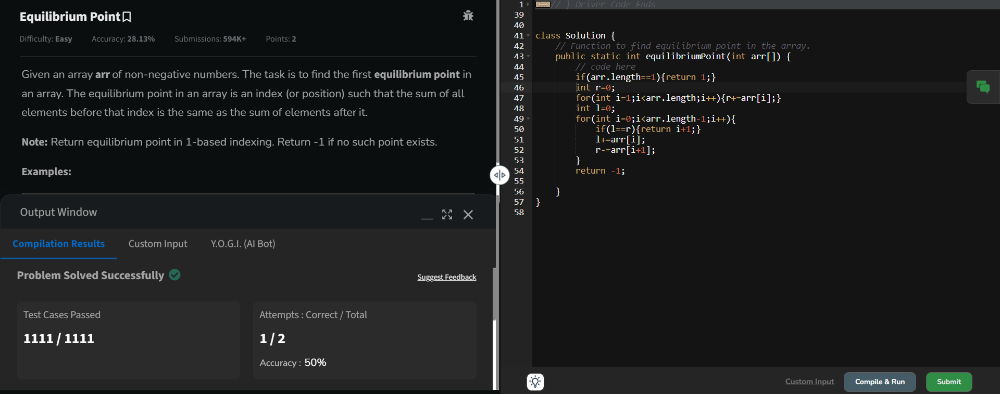 Equilibrium Point
Difficulty: Easy Accuracy: 28.13% Submissions: 594K+ Points: 2
Given an array arr of non-negative numbers. The task is to find the first equilibrium point in
an array. The equilibrium point in an array is an index (or position) such that the sum of all
elements before that index is the same as the sum of elements after it.
Note: Return equilibrium point in 1-based indexing. Return -1 if no such point exists.
Examples:
Output Window
Compilation Results Custom Input Y.O.G.I. (AI Bot)
Problem Solved Successfully
Suggest Feedback
Test Cases Passed
1111 / 1111
Attempts : Correct / Total
1 / 2
Accuracy : 50%
1 // } Driver Code Ends
39
40
41 class Solution {
42 // Function to find equilibrium point in the array.
43 public static int equilibriumPoint(int arr[]) {
44 // code here
45 if(arr.length==1){return 1;}
46 int r=0;
47 for(int i=1;i<arr.length;i++){r+=arr[i];}
48 int l=0;
49 for(int i=0;i<arr.length-1;i++){
50 if(l==r){return i+1;}
51 l+=arr[i];
52 r-=arr[i+1];
53 }
54 return -1;
55
56 }
57 }
58
Custom Input Compile & Run Submit